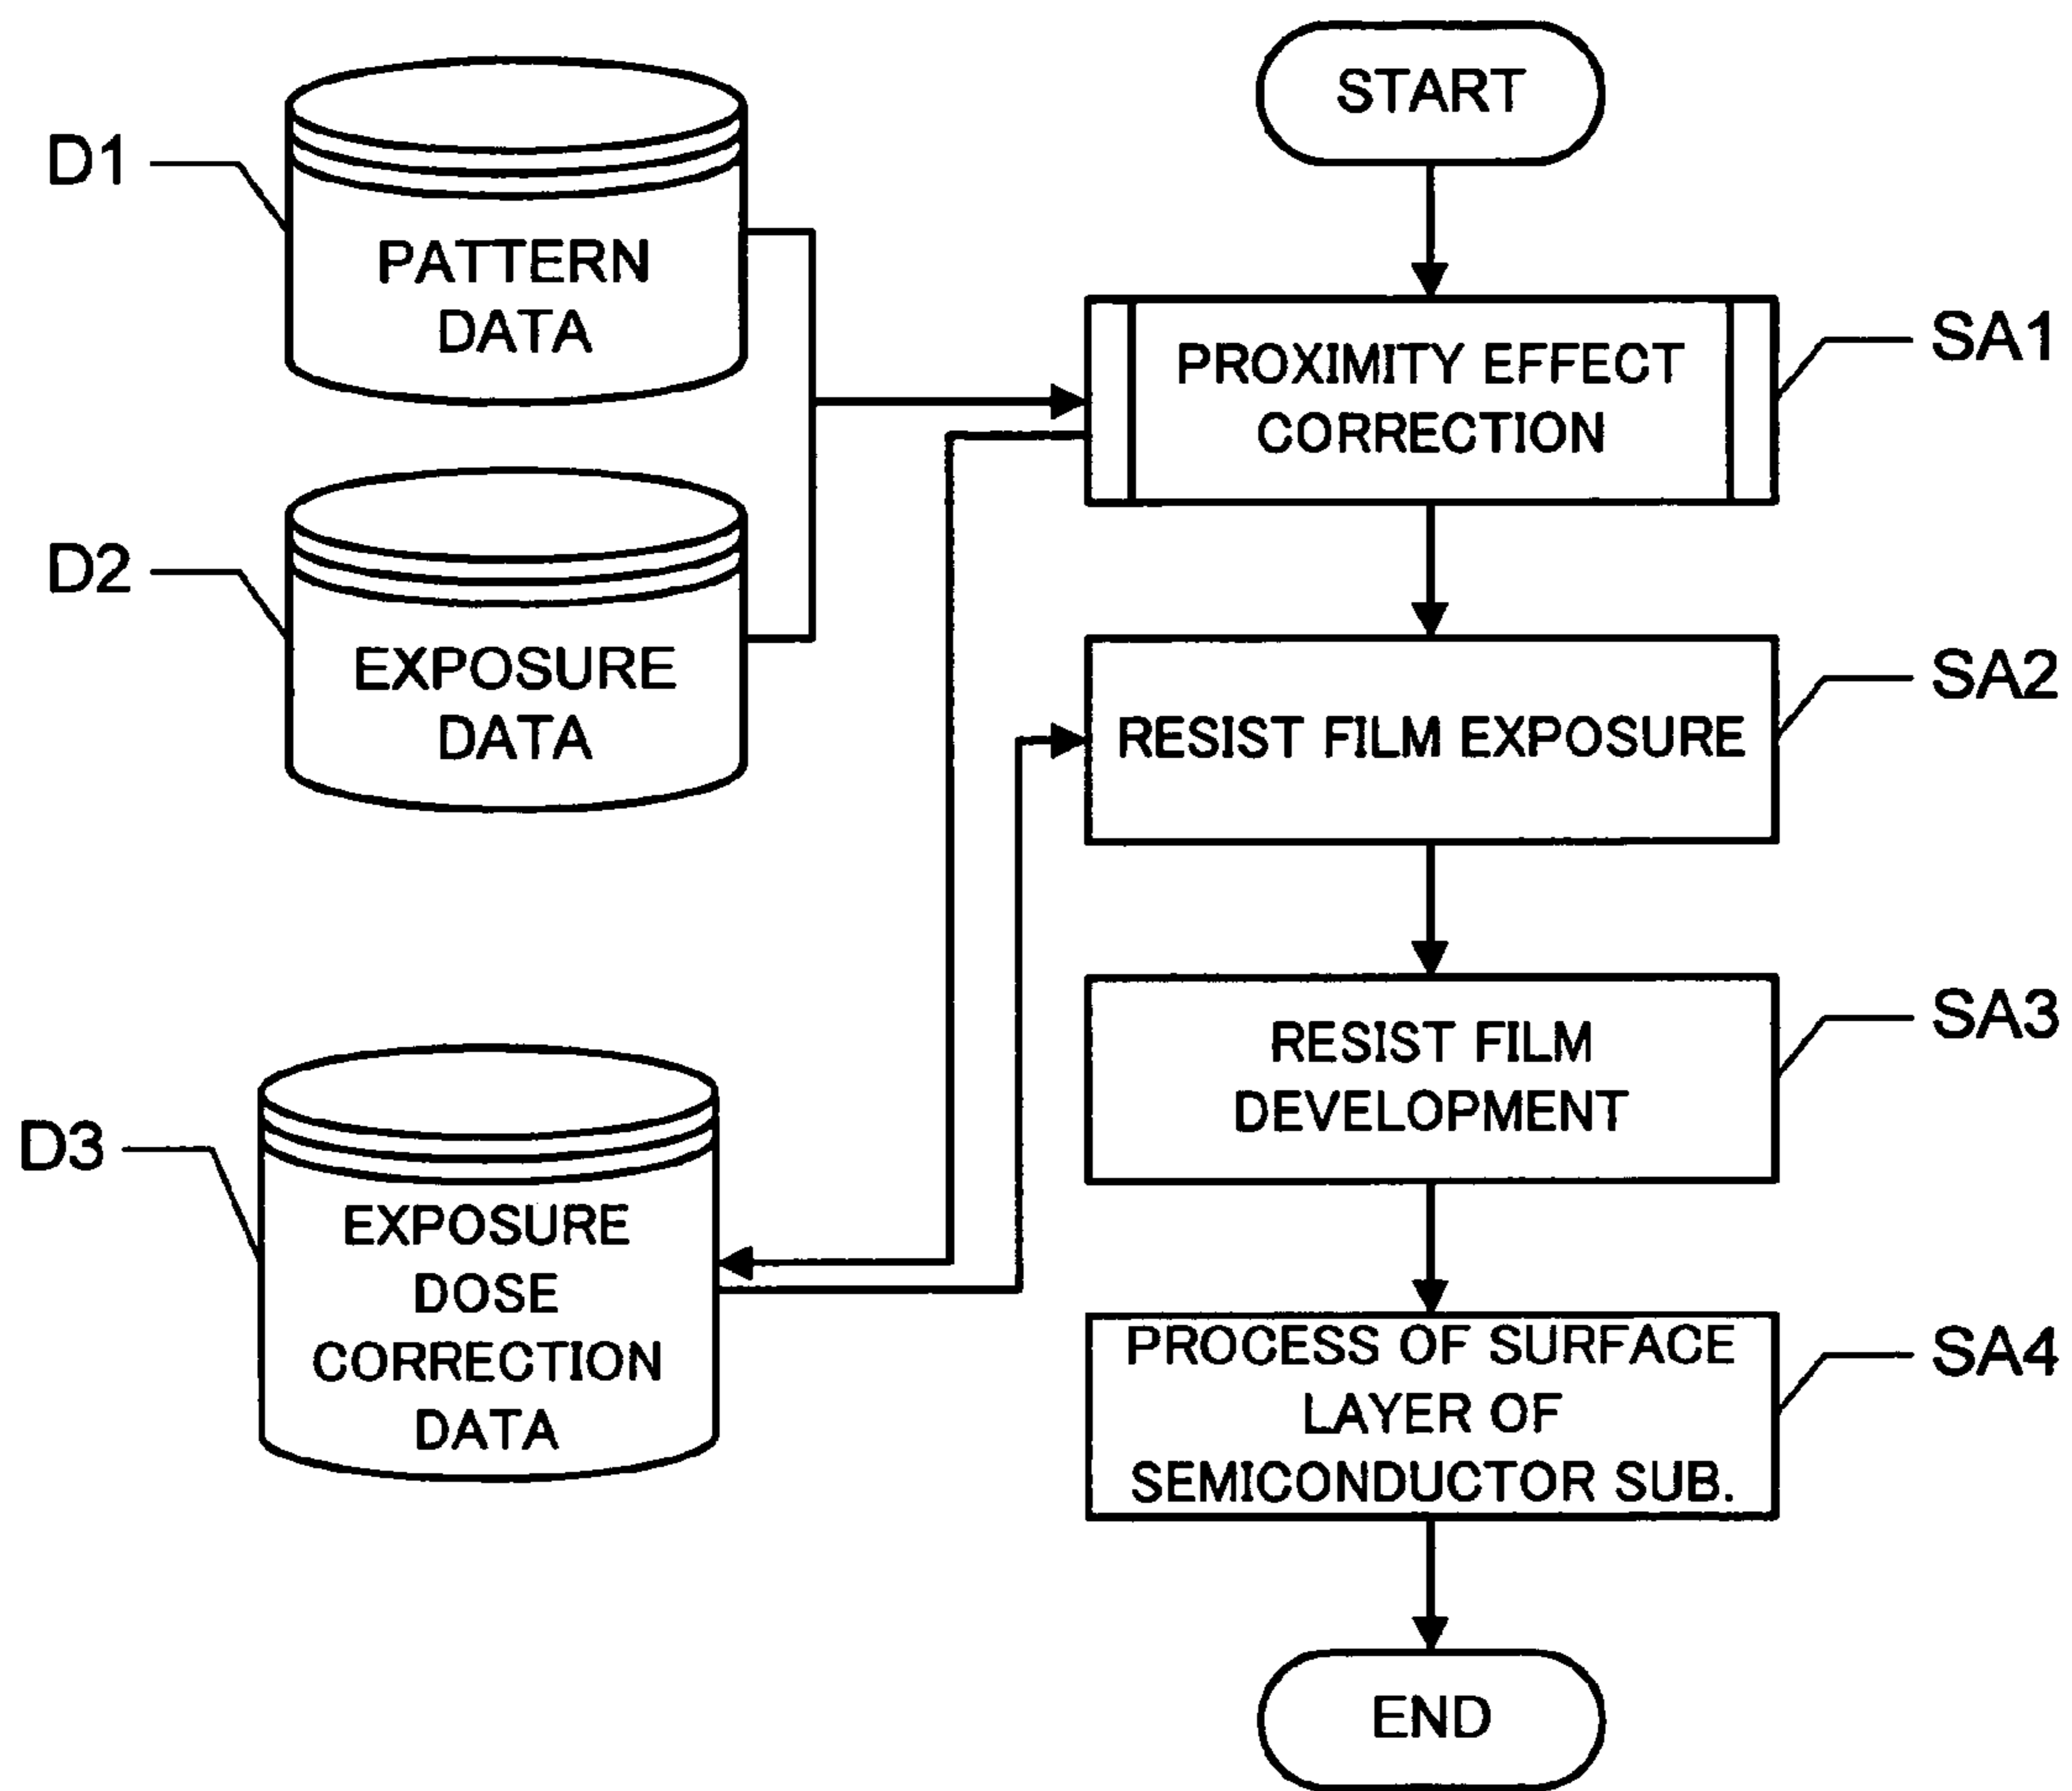 START
D1
PATTERN
DATA
PROXIMITY EFFECT
CORRECTION
SA1
D2
EXPOSURE
DATA
RESIST FILM EXPOSURE
SA2
RESIST FILM
DEVELOPMENT
SA3
D3
EXPOSURE
DOSE
CORRECTION
DATA
PROCESS OF SURFACE
LAYER OF
SEMICONDUCTOR SUB.
SA4
END